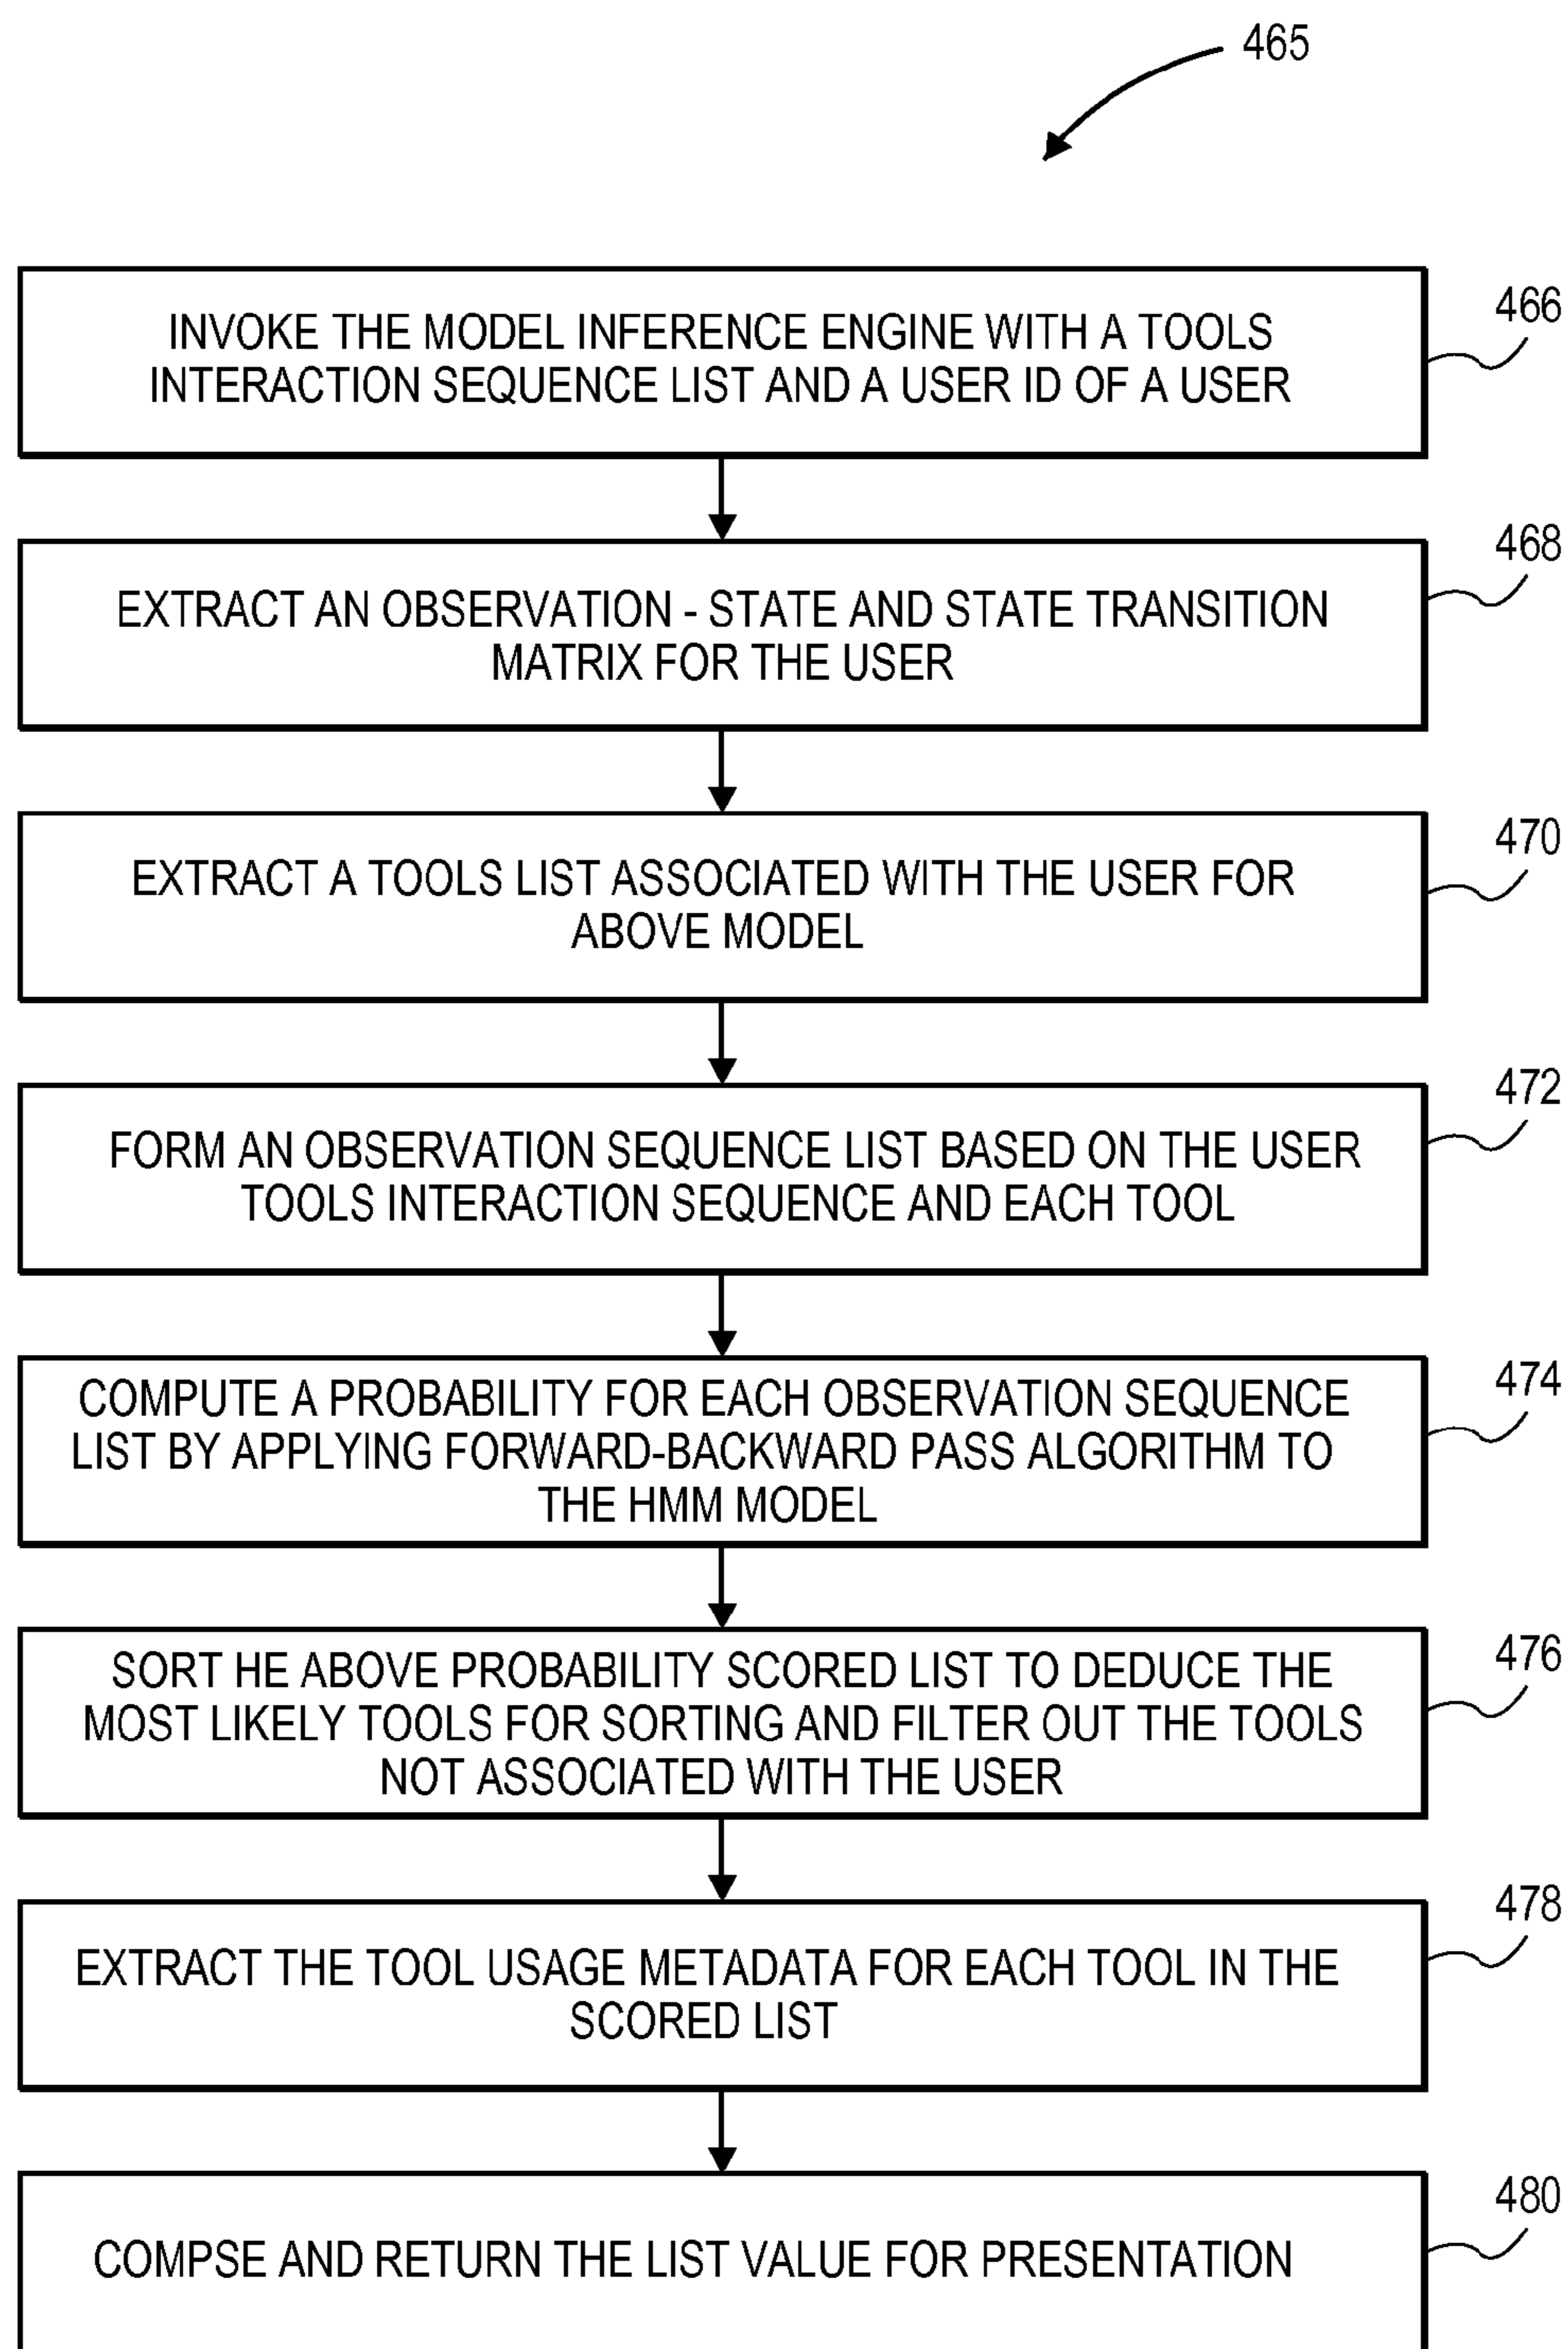 465
INVOKE THE MODEL INFERENCE ENGINE WITH A TOOLS
INTERACTION SEQUENCE LIST AND A USER ID OF A USER
466
EXTRACT AN OBSERVATION - STATE AND STATE TRANSITION
MATRIX FOR THE USER
468
EXTRACT A TOOLS LIST ASSOCIATED WITH THE USER FOR
ABOVE MODEL
470
FORM AN OBSERVATION SEQUENCE LIST BASED ON THE USER
TOOLS INTERACTION SEQUENCE AND EACH TOOL
472
COMPUTE A PROBABILITY FOR EACH OBSERVATION SEQUENCE
LIST BY APPLYING FORWARD-BACKWARD PASS ALGORITHM TO
THE HMM MODEL
474
SORT HE ABOVE PROBABILITY SCORED LIST TO DEDUCE THE
MOST LIKELY TOOLS FOR SORTING AND FILTER OUT THE TOOLS
NOT ASSOCIATED WITH THE USER
476
EXTRACT THE TOOL USAGE METADATA FOR EACH TOOL IN THE
SCORED LIST
478
COMPSE AND RETURN THE LIST VALUE FOR PRESENTATION
480